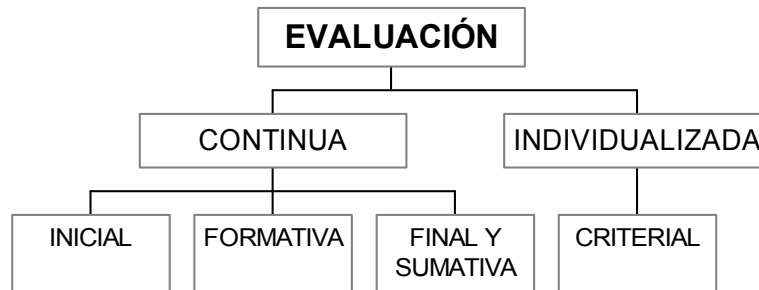 EVALUACIÓN
CONTINUA
INDIVIDUALIZADA
INICIAL
FORMATIVA
FINAL Y
SUMATIVA
CRITERIAL